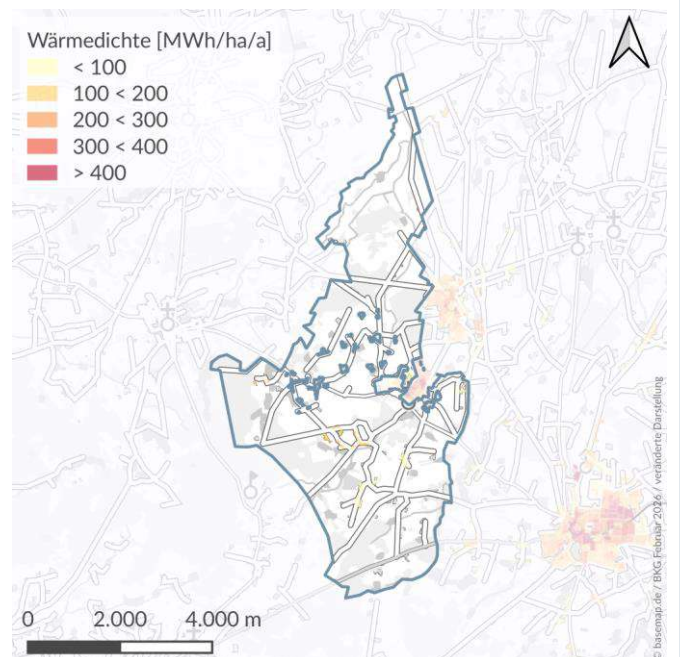 Wärmedichte [MWh/ha/a]
< 100
100 < 200
200 < 300
300 < 400
> 400
0 2.000 4.000 m
© basemap.de / BKG Februar 2026 / veränderte Darstellung